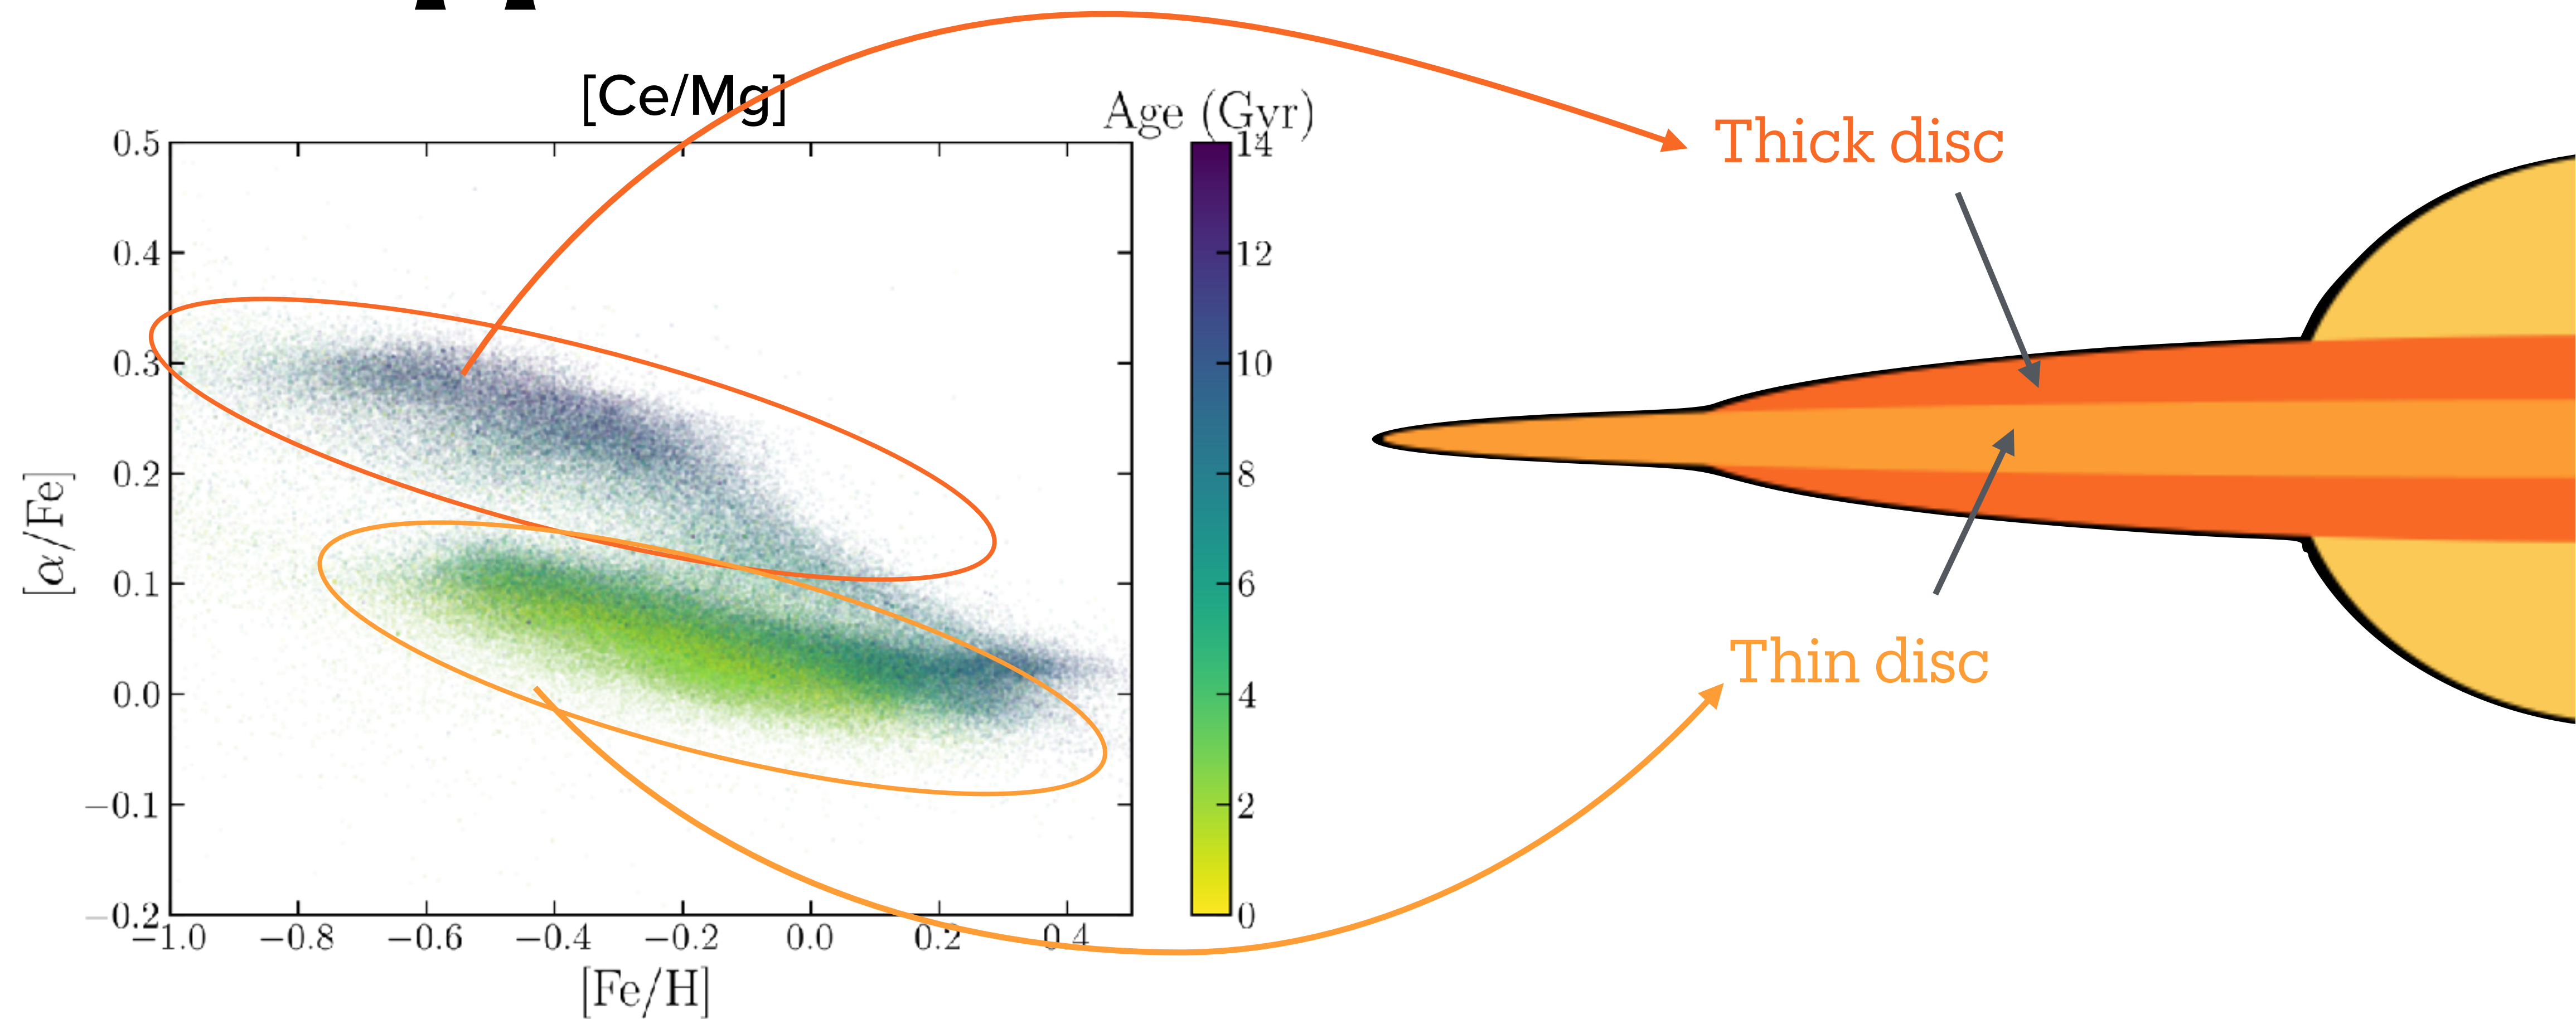 [Ce/Mg]
Age (Gyr)
0.5
0.4
0.3
0.2
0.1
0.0
−0.1
−0.2
[α/Fe]
−1.0 −0.8 −0.6 −0.4 −0.2 0.0 0.2 0.4
[Fe/H]
14
12
10
8
6
4
2
0
Thick disc
Thin disc